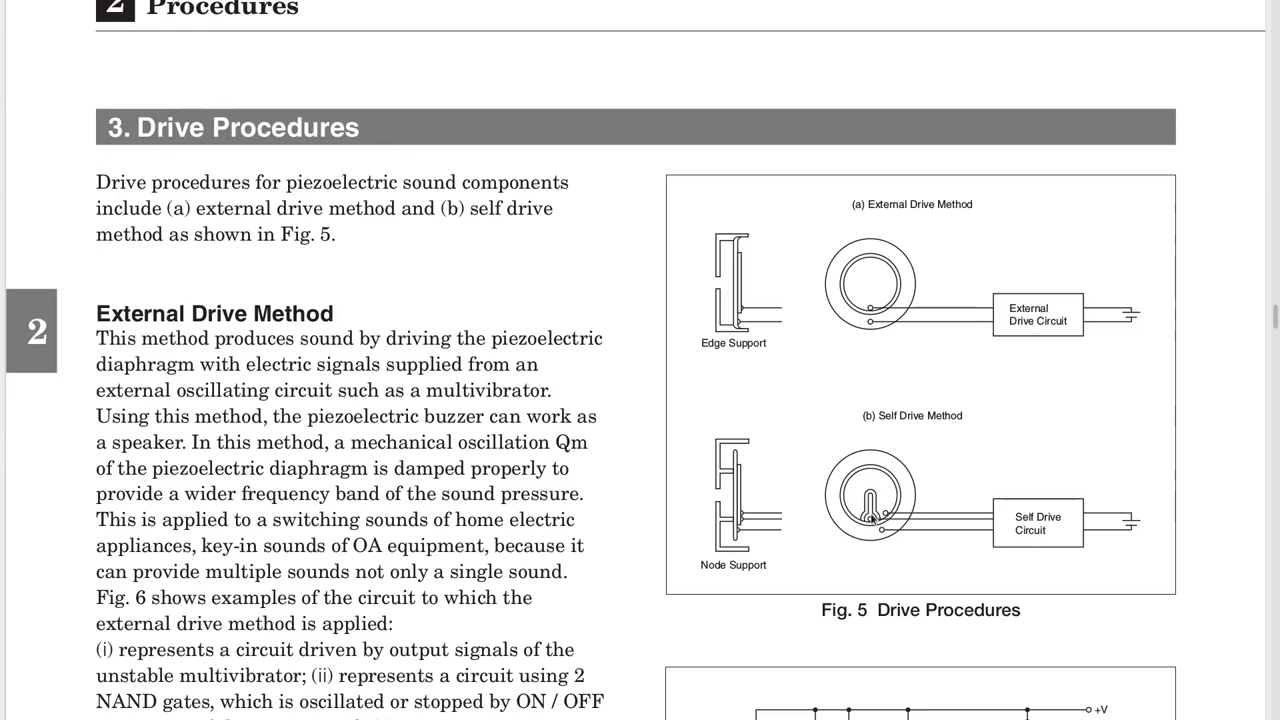 2 Procedures
3. Drive Procedures
Drive procedures for piezoelectric sound components
include (a) external drive method and (b) self drive
method as shown in Fig. 5.
2
External Drive Method
This method produces sound by driving the piezoelectric
diaphragm with electric signals supplied from an
external oscillating circuit such as a multivibrator.
Using this method, the piezoelectric buzzer can work as
a speaker. In this method, a mechanical oscillation Qm
of the piezoelectric diaphragm is damped properly to
provide a wider frequency band of the sound pressure.
This is applied to a switching sounds of home electric
appliances, key-in sounds of OA equipment, because it
can provide multiple sounds not only a single sound.
Fig. 6 shows examples of the circuit to which the
external drive method is applied:
(i) represents a circuit driven by output signals of the
unstable multivibrator; (ii) represents a circuit using 2
NAND gates, which is oscillated or stopped by ON / OFF
(a) External Drive Method
Edge Support
External
Drive Circuit
(b) Self Drive Method
Node Support
Self Drive
Circuit
Fig. 5 Drive Procedures
+V